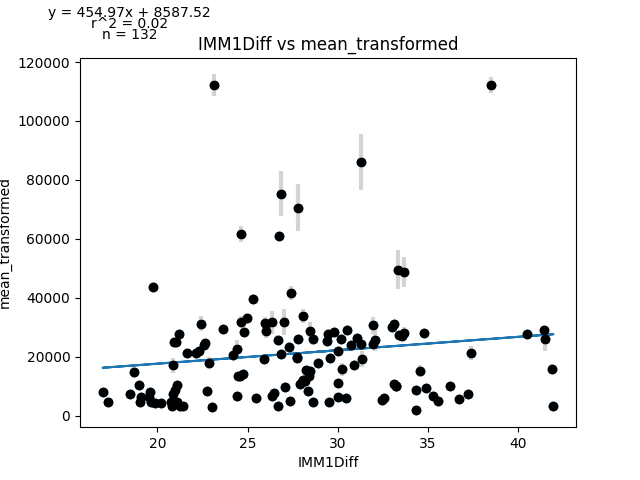 y = 454.97x + 8587.52
r^2 = 0.02
n = 132
IMM1Diff vs mean_transformed
120000
100000
80000
60000
40000
20000
0
mean_transformed
20
25
30
35
40
IMM1Diff